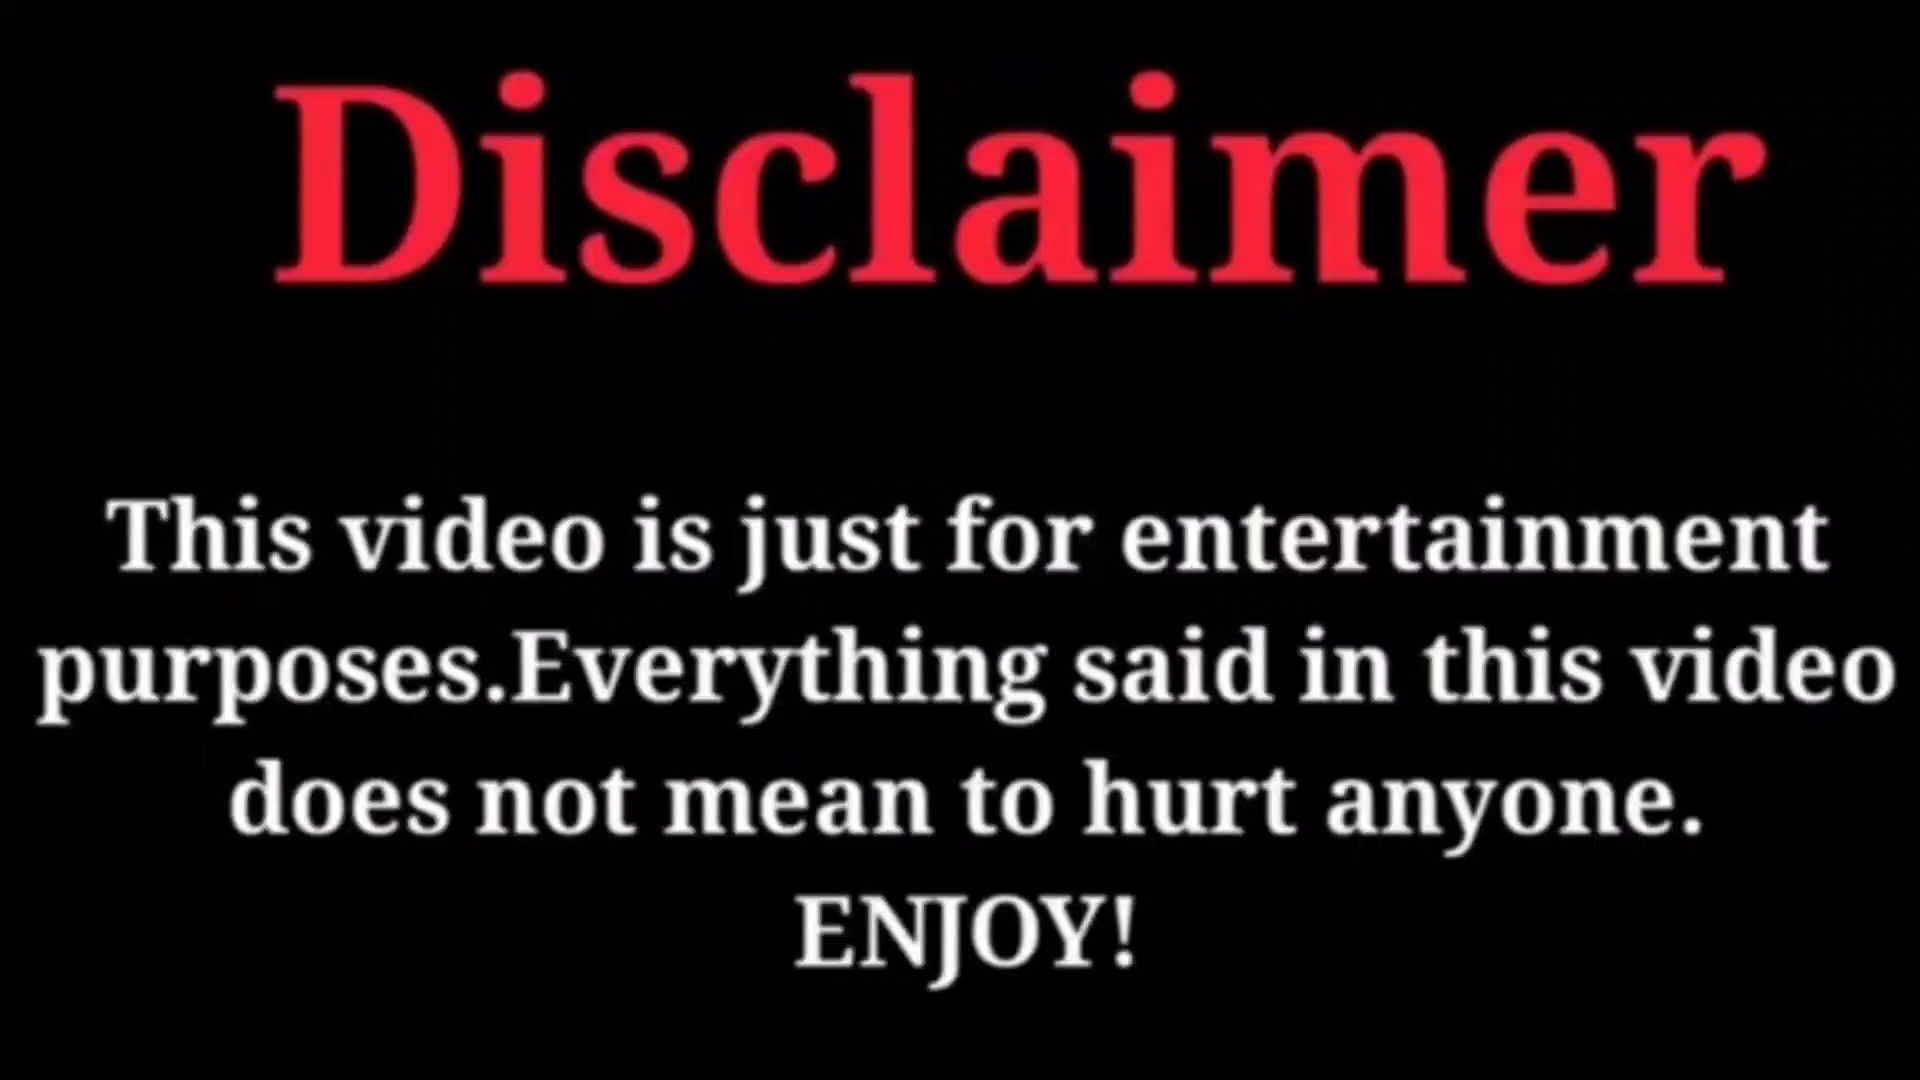 Disclaimer
This video is just for entertainment
purposes.Everything said in this video
does not mean to hurt anyone.
ENJOY!